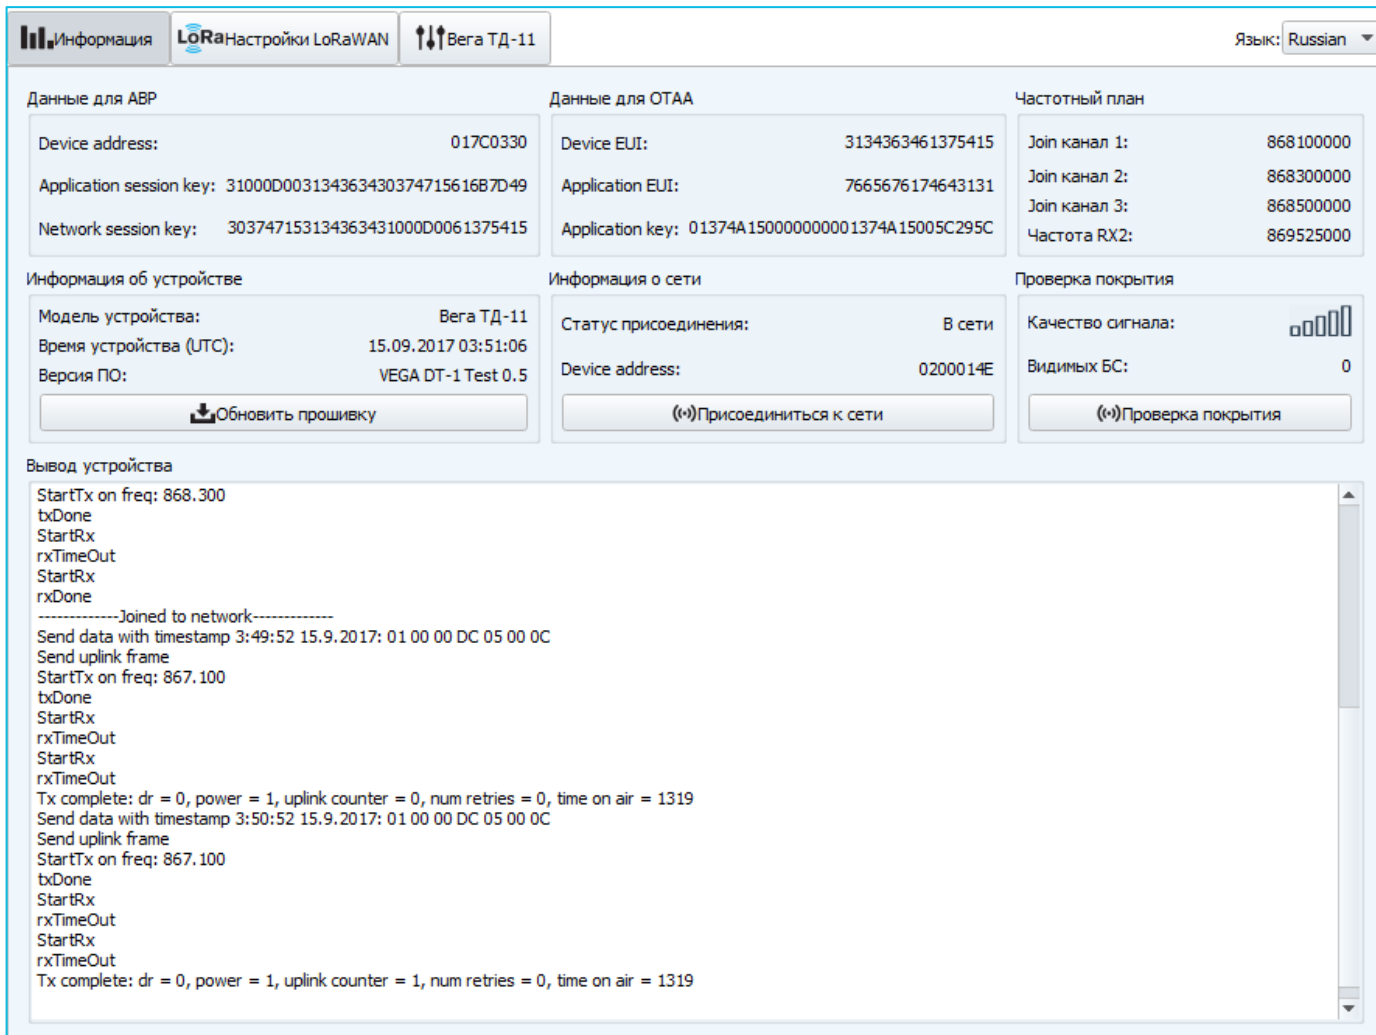 Информация
LoRa Настройки LoRaWAN
Вега ТД-11
Язык: Russian
Данные для ABP
Device address: 017C0330
Application session key: 31000D003134363430374715616B7D49
Network session key: 303747153134363431000D0061375415
Данные для OTAA
Device EUI: 3134363461375415
Application EUI: 7665676174643131
Application key: 01374A150000000001374A15005C295C
Частотный план
Join канал 1: 868100000
Join канал 2: 868300000
Join канал 3: 868500000
Частота RX2: 869525000
Информация об устройстве
Модель устройства: Вега ТД-11
Время устройства (UTC): 15.09.2017 03:51:06
Версия ПО: VEGA DT-1 Test 0.5
Обновить прошивку
Информация о сети
Статус присоединения: В сети
Device address: 0200014E
Присоединиться к сети
Проверка покрытия
Качество сигнала:
Видимых БС: 0
Проверка покрытия
Вывод устройства
StartTx on freq: 868.300
txDone
StartRx
rxTimeOut
StartRx
rxDone
-------------Joined to network-------------
Send data with timestamp 3:49:52 15.9.2017: 01 00 00 DC 05 00 0C
Send uplink frame
StartTx on freq: 867.100
txDone
StartRx
rxTimeOut
StartRx
rxTimeOut
Tx complete: dr = 0, power = 1, uplink counter = 0, num retries = 0, time on air = 1319
Send data with timestamp 3:50:52 15.9.2017: 01 00 00 DC 05 00 0C
Send uplink frame
StartTx on freq: 867.100
txDone
StartRx
rxTimeOut
StartRx
rxTimeOut
Tx complete: dr = 0, power = 1, uplink counter = 1, num retries = 0, time on air = 1319